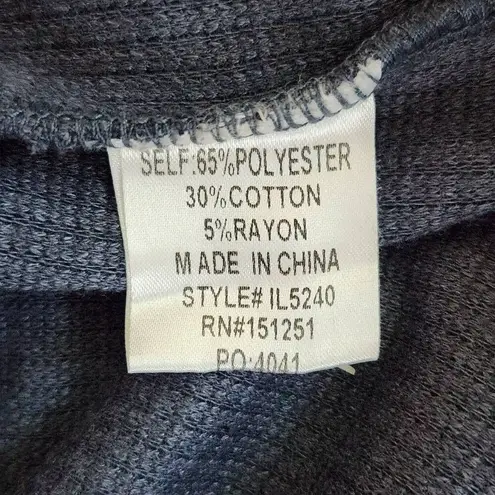 SELF:65%POLYESTER
30%COTTON
5%RAYON
MADE IN CHINA
STYLE# IL5240
RN#151251
PO:4041